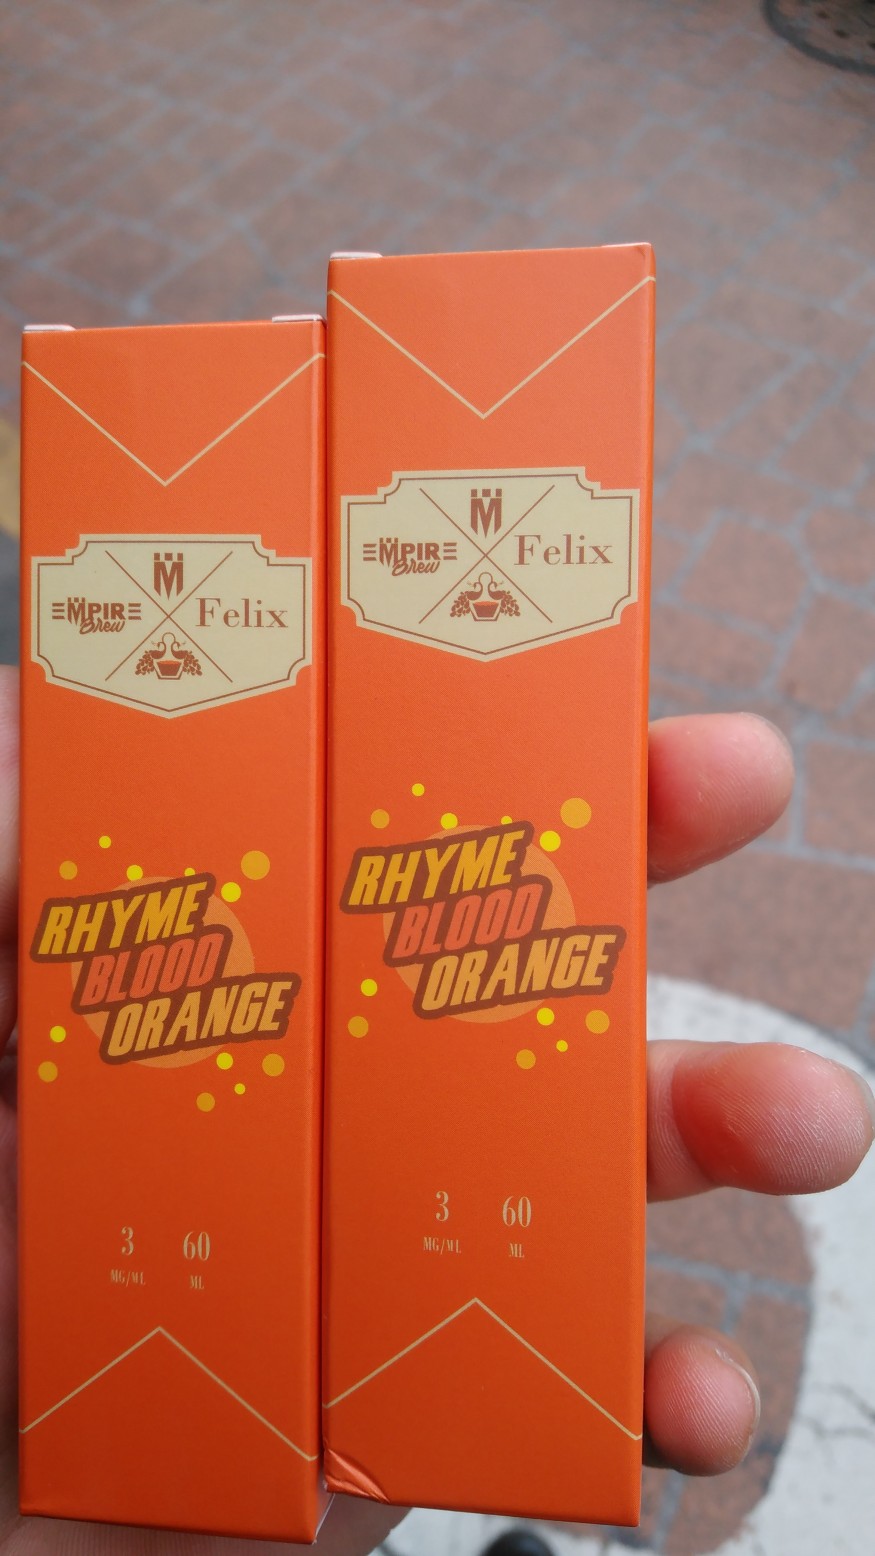 EMPIRE
Brew
M
Felix
RHYME
BLOOD
ORANGE
3 60
MG/ML ML
M
EMPIRE
Brew
Felix
RHYME
BLOOD
ORANGE
3 60
MG/ML ML